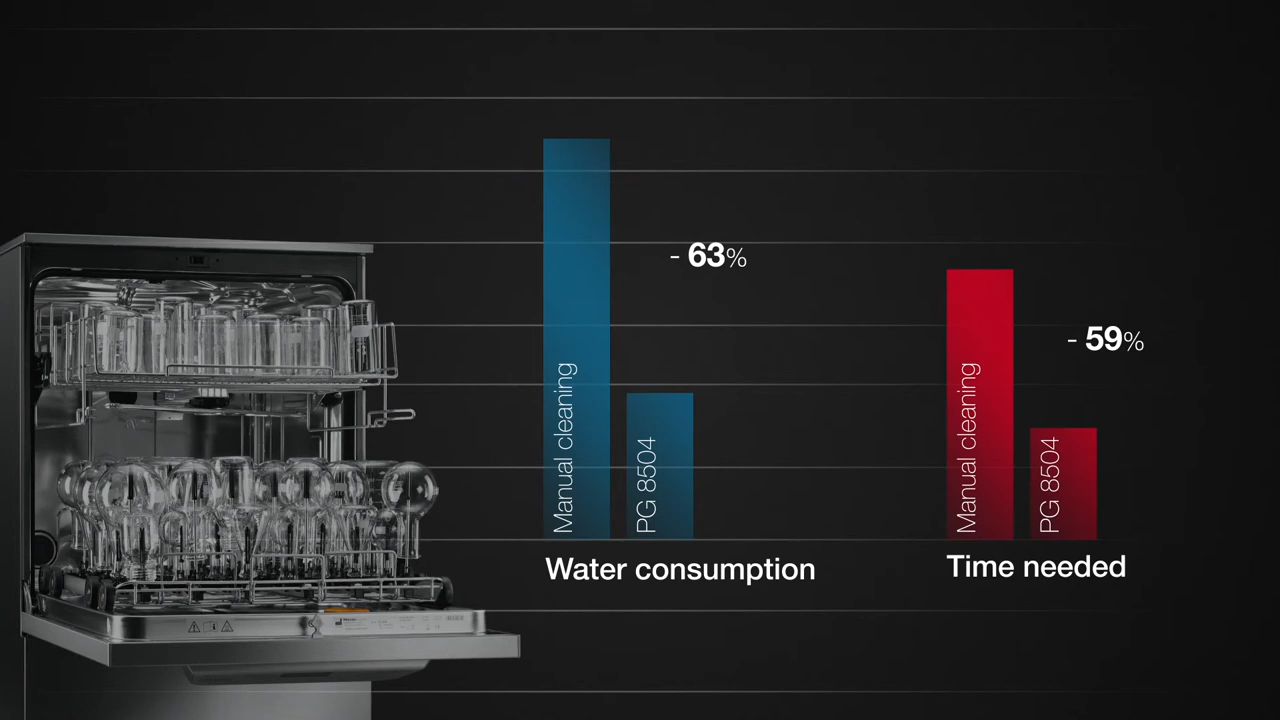 - 63%
- 59%
Manual cleaning
PG 8504
Manual cleaning
PG 8504
Water consumption
Time needed